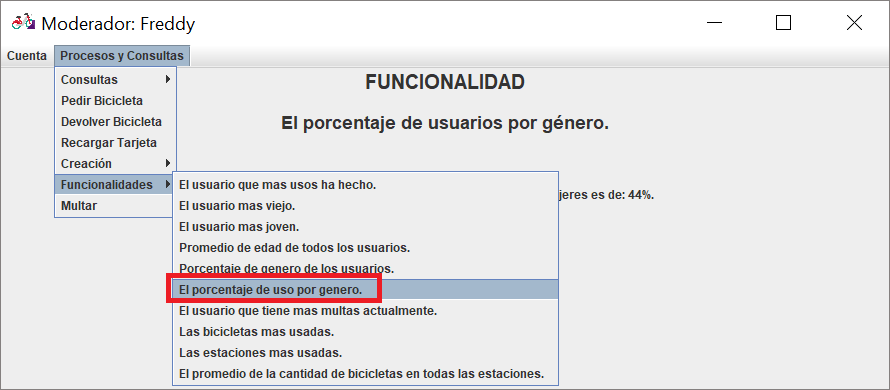 Moderador: Freddy
Cuenta Procesos y Consultas
FUNCIONALIDAD
El porcentaje de usuarios por género.
jeres es de: 44%.
Consultas
Pedir Bicicleta
Devolver Bicicleta
Recargar Tarjeta
Creación
Funcionalidades
Multar
El usuario que mas usos ha hecho.
El usuario mas viejo.
El usuario mas joven.
Promedio de edad de todos los usuarios.
Porcentaje de genero de los usuarios.
El porcentaje de uso por genero.
El usuario que tiene mas multas actualmente.
Las bicicletas mas usadas.
Las estaciones mas usadas.
El promedio de la cantidad de bicicletas en todas las estaciones.